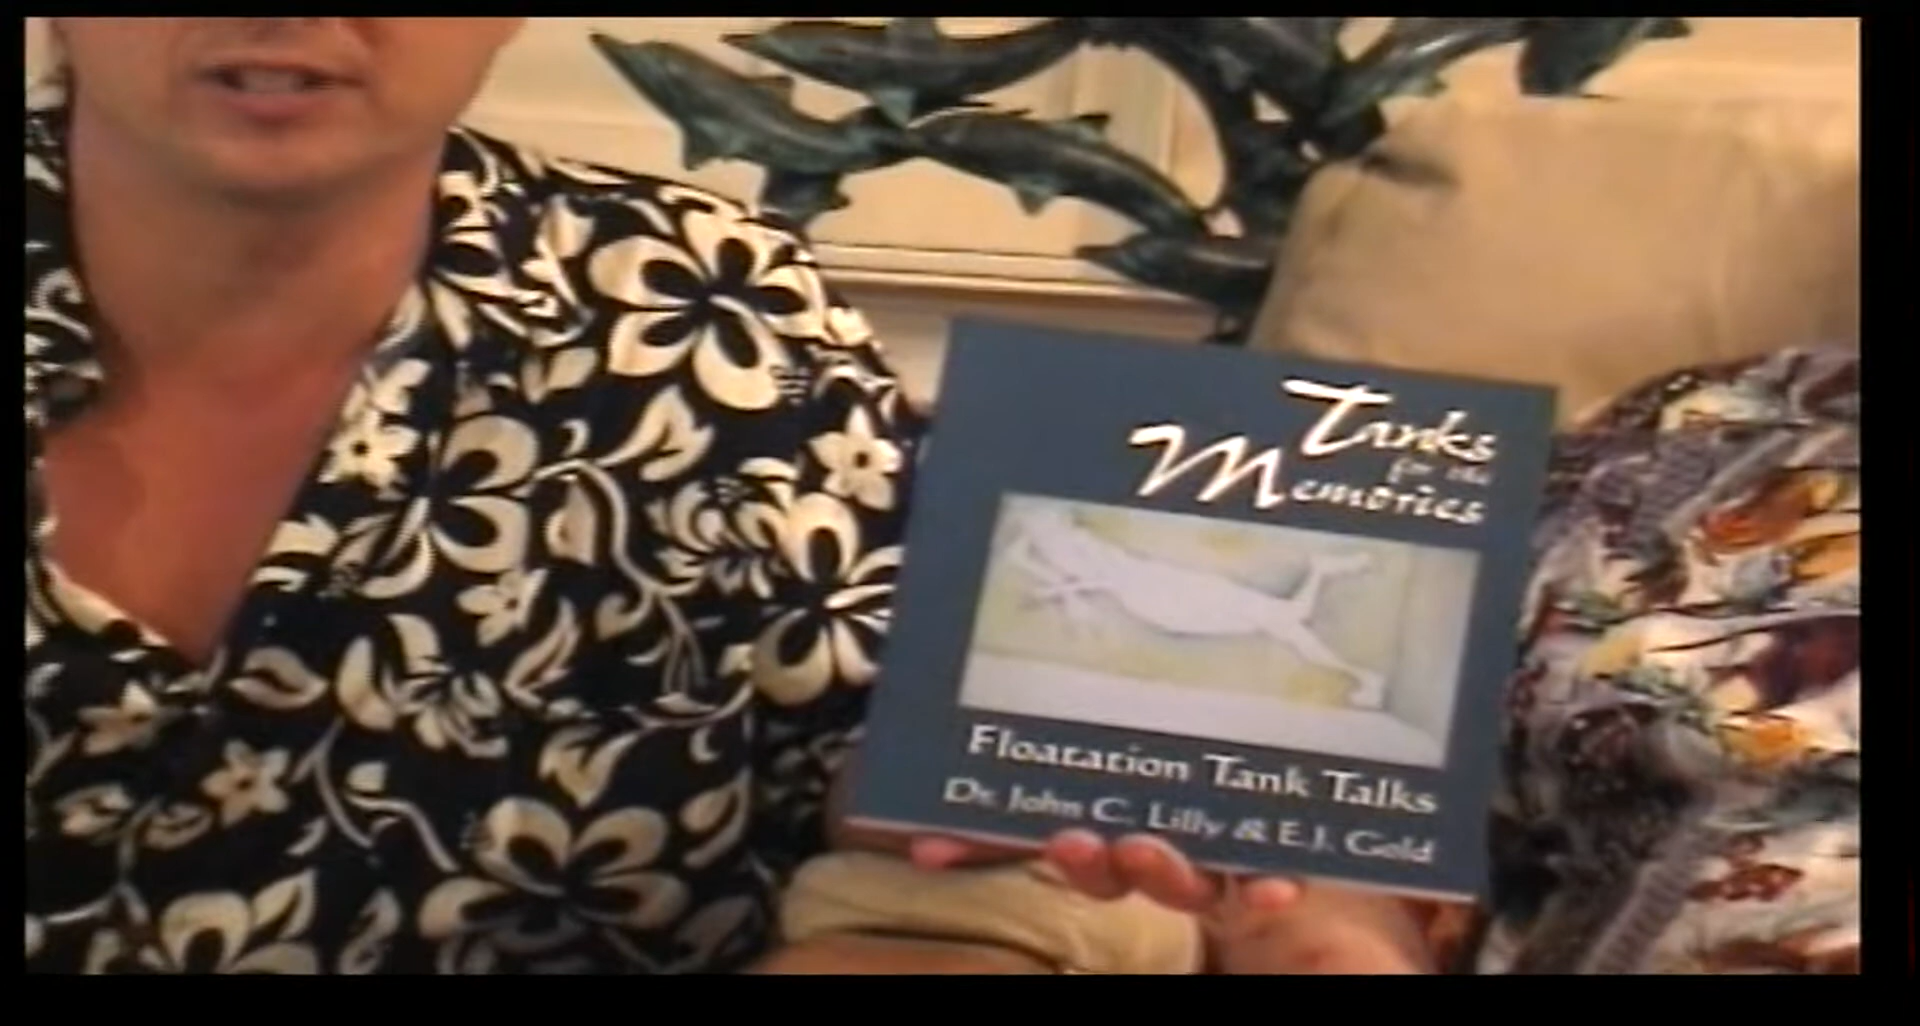 Tanks
for the
Memories
Floatation Tank Talks
Dr. John C. Lilly & E.J. Gold